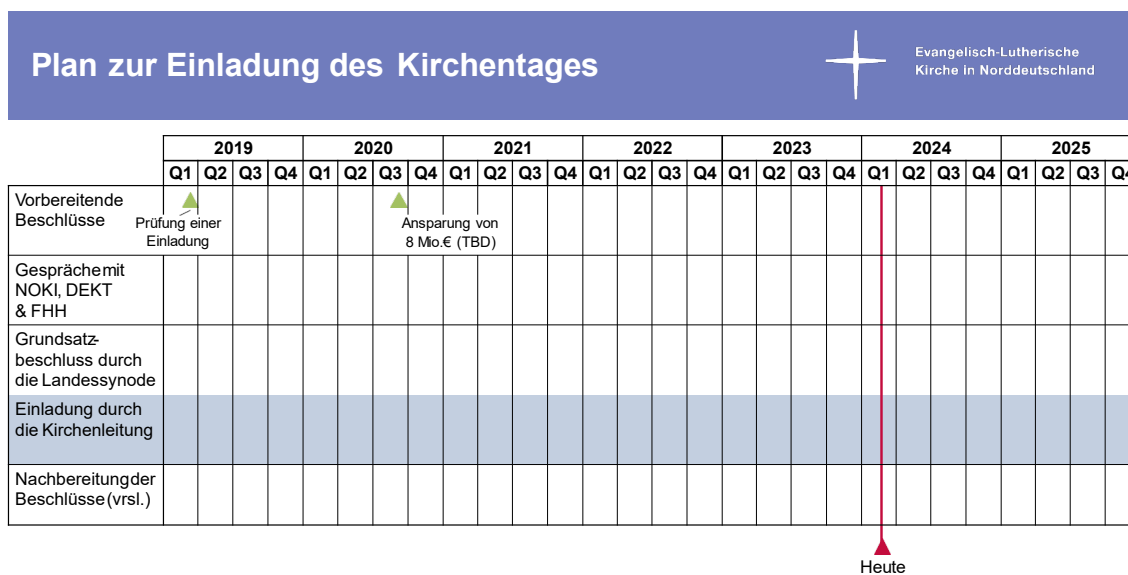 Plan zur Einladung des Kirchentages
Evangelisch-Lutherische
Kirche in Norddeutschland
2019 2020 2021 2022 2023 2024 2025
Q1 Q2 Q3 Q4 Q1 Q2 Q3 Q4 Q1 Q2 Q3 Q4 Q1 Q2 Q3 Q4 Q1 Q2 Q3 Q4 Q1 Q2 Q3 Q4 Q1 Q2 Q3 Q4
Vorbereitende
Beschlüsse
Prüfung einer
Einladung
Ansparung von
8 Mio.€ (TBD)
Gespräche mit
NOKI, DEKT
& FHH
Grundsatz-
beschluss durch
die Landessynode
Einladung durch
die Kirchenleitung
Nachbereitung der
Beschlüsse (vrsl.)
Heute